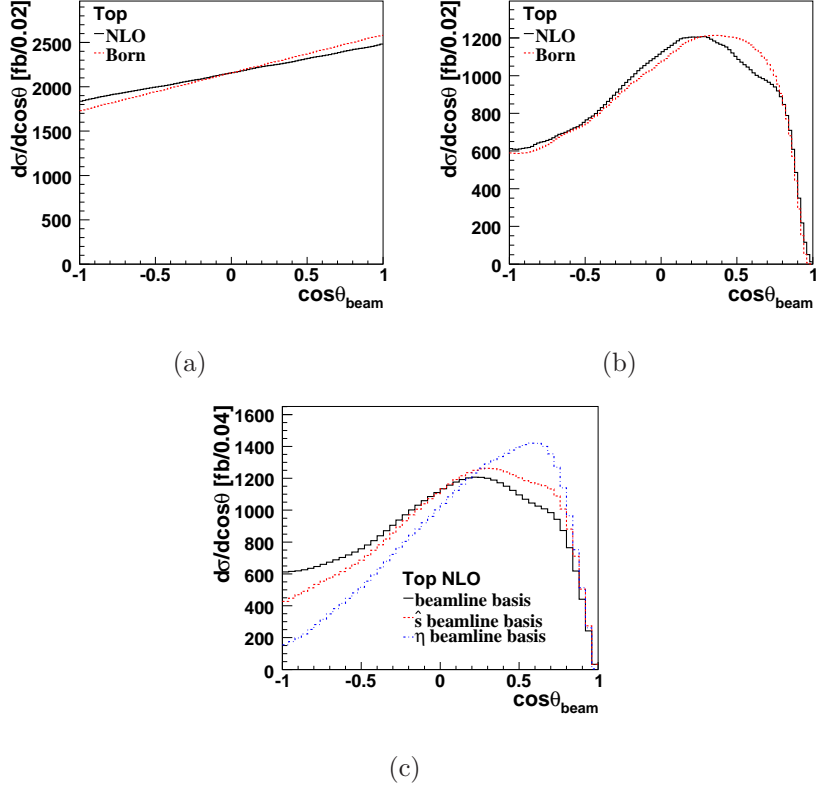 Top
NLO
Born
dσ/dcosθ [fb/0.02]
2500
2000
1500
1000
500
0
-1 -0.5 0 0.5 1
cosθ_beam
(a)
Top
NLO
Born
dσ/dcosθ [fb/0.02]
1200
1000
800
600
400
200
0
-1 -0.5 0 0.5 1
cosθ_beam
(b)
dσ/dcosθ [fb/0.04]
1600
1400
1200
1000
800
600
400
200
0
Top NLO
beamline basis
ŝ beamline basis
η beamline basis
-1 -0.5 0 0.5 1
cosθ_beam
(c)